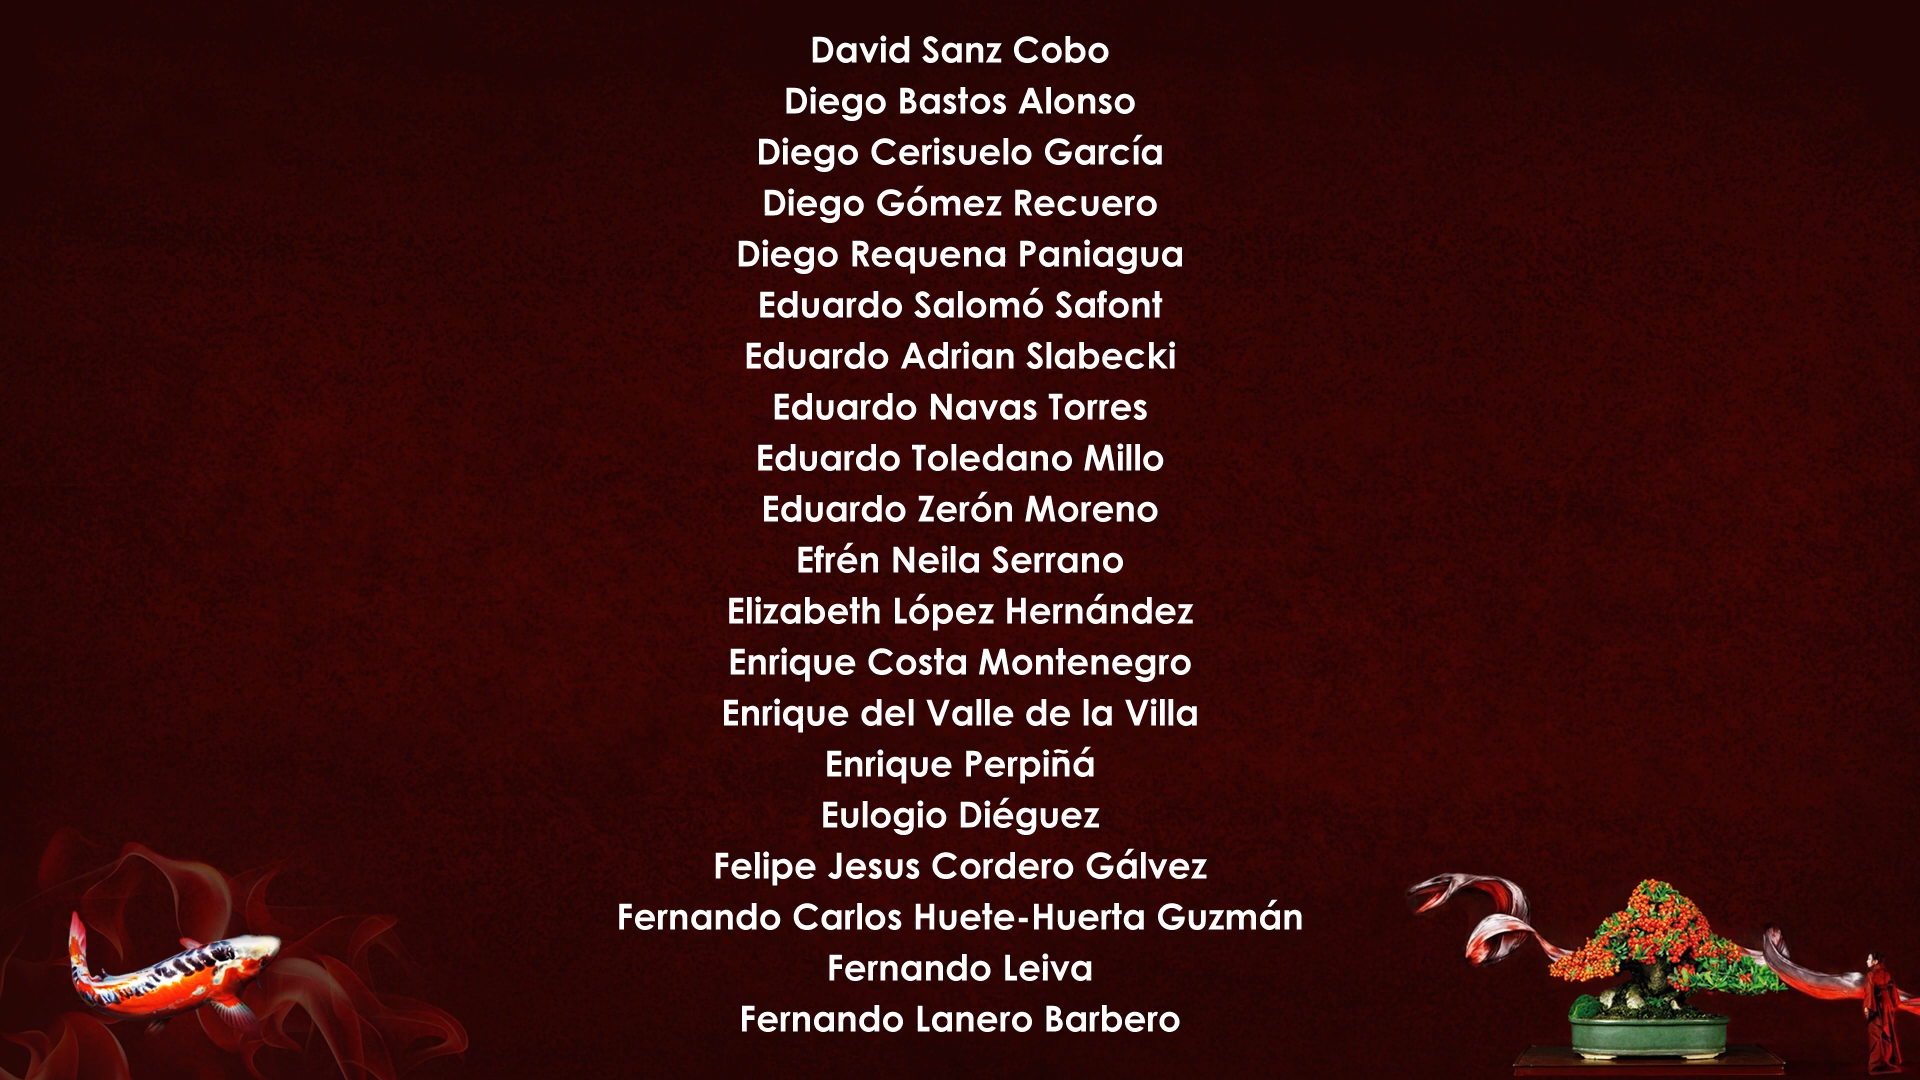 David Sanz Cobo
Diego Bastos Alonso
Diego Cerisuelo García
Diego Gómez Recuero
Diego Requena Paniagua
Eduardo Salomó Safont
Eduardo Adrian Slabecki
Eduardo Navas Torres
Eduardo Toledano Millo
Eduardo Zerón Moreno
Efrén Neila Serrano
Elizabeth López Hernández
Enrique Costa Montenegro
Enrique del Valle de la Villa
Enrique Perpiñá
Eulogio Diéguez
Felipe Jesus Cordero Gálvez
Fernando Carlos Huete-Huerta Guzmán
Fernando Leiva
Fernando Lanero Barbero